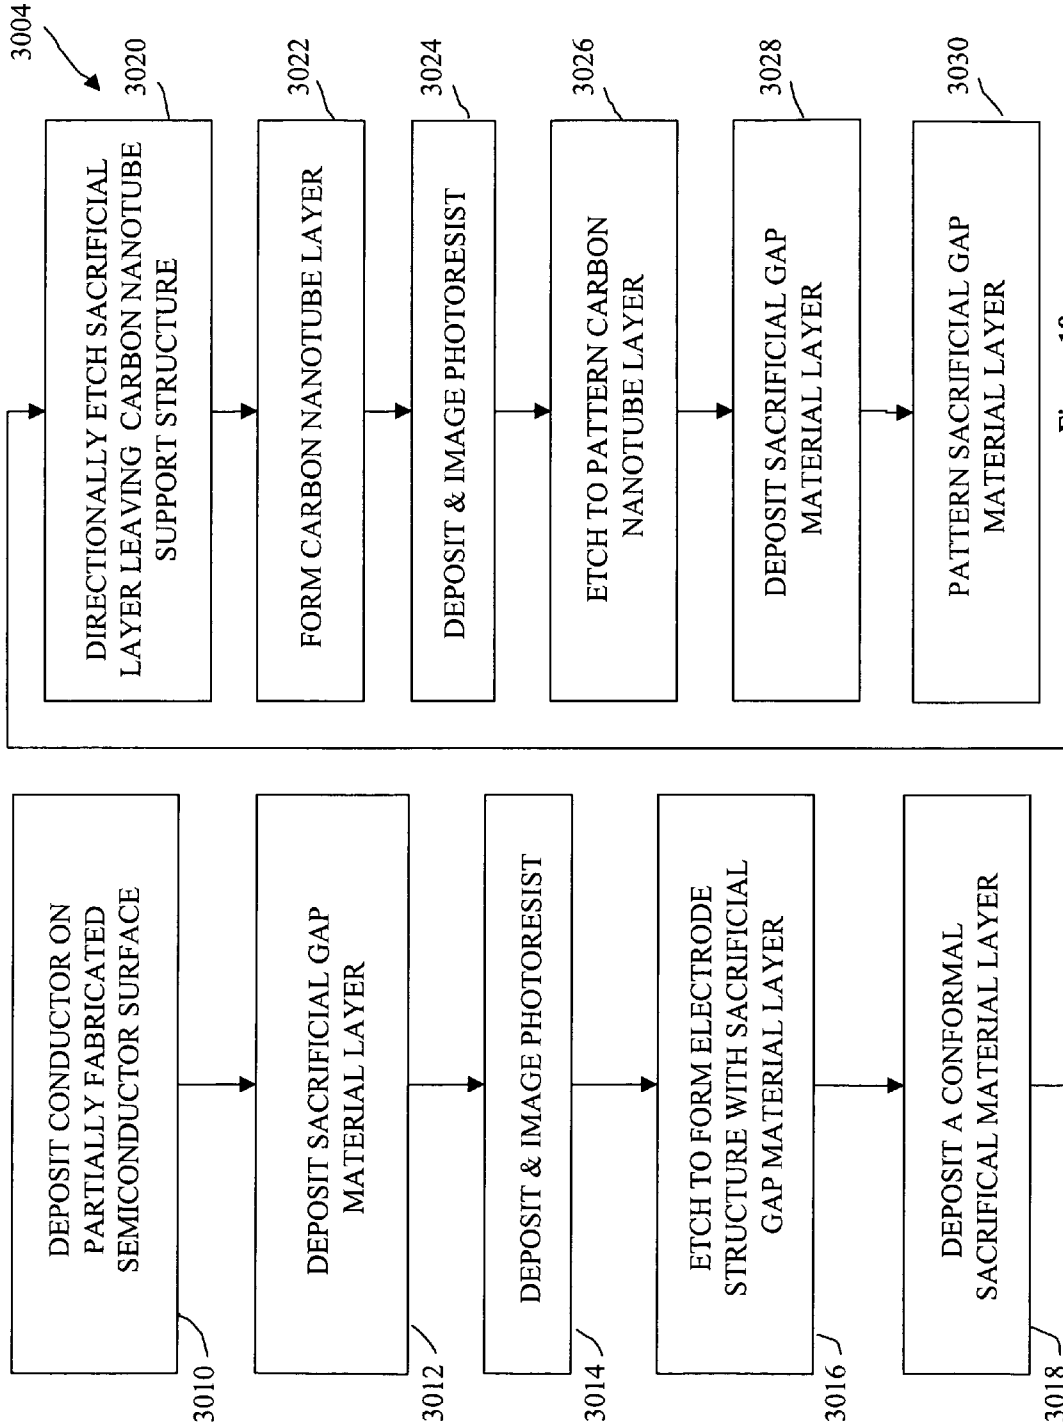 DEPOSIT CONDUCTOR ON
PARTIALLY FABRICATED
SEMICONDUCTOR SURFACE
3010
DEPOSIT SACRIFICIAL GAP
MATERIAL LAYER
3012
DEPOSIT & IMAGE PHOTORESIST
3014
ETCH TO FORM ELECTRODE
STRUCTURE WITH SACRIFICIAL
GAP MATERIAL LAYER
3016
DEPOSIT A CONFORMAL
SACRIFICAL MATERIAL LAYER
3018
3004
DIRECTIONALLY ETCH SACRIFICIAL
LAYER LEAVING CARBON NANOTUBE
SUPPORT STRUCTURE
3020
FORM CARBON NANOTUBE LAYER
3022
DEPOSIT & IMAGE PHOTORESIST
3024
ETCH TO PATTERN CARBON
NANOTUBE LAYER
3026
DEPOSIT SACRIFICIAL GAP
MATERIAL LAYER
3028
PATTERN SACRIFICIAL GAP
MATERIAL LAYER
3030